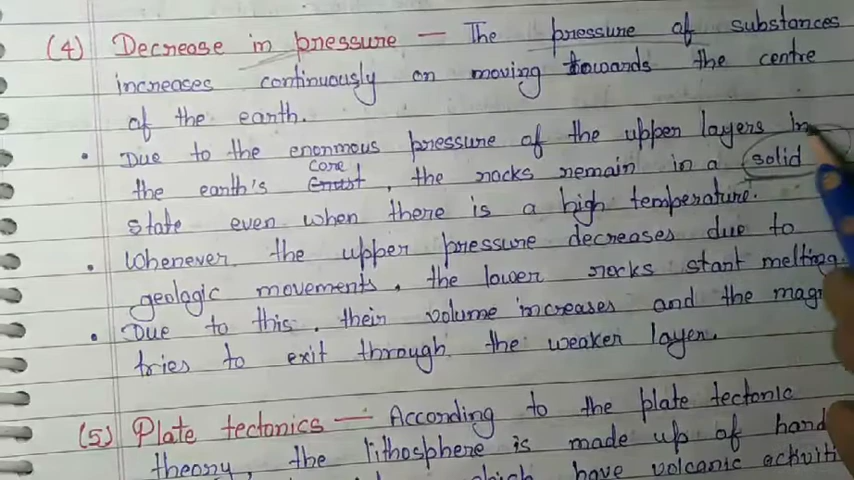 (4) Decrease in pressure — The pressure of substances
increases continuously on moving towards the centre
of the earth.
• Due to the enormous pressure of the upper layers in
core
the earth's crust, the rocks remain in a solid
state even when there is a high temperature.
• Whenever the upper pressure decreases due to
geologic movements, the lower rocks start melting.
• Due to this, their volume increases and the mag
tries to exit through the weaker layer.
(5) Plate tectonics — According to the plate tectonic
theory, the lithosphere is made up of hard
which have volcanic activiti